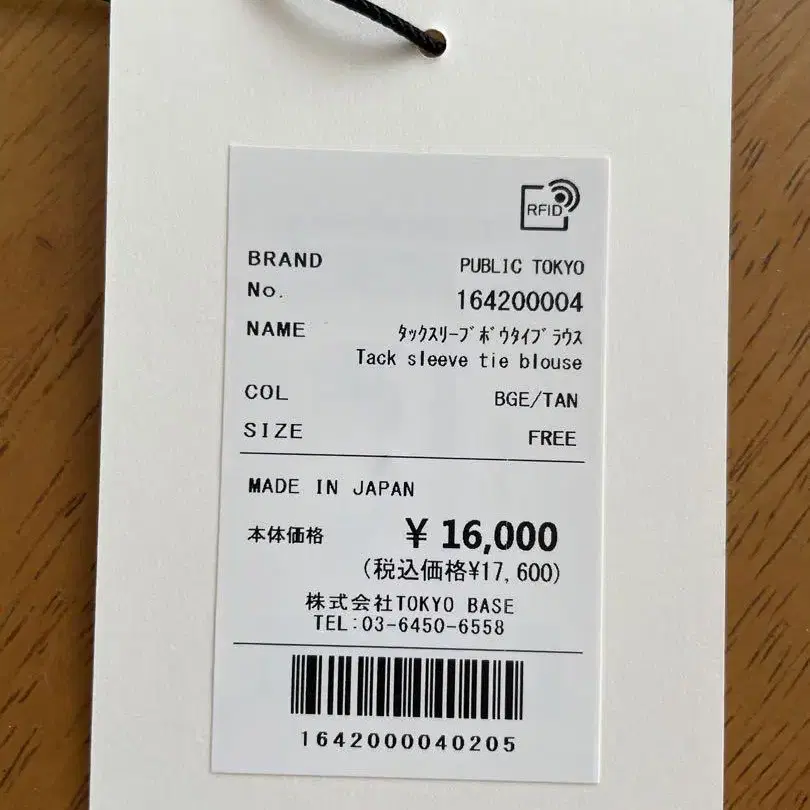 RFID
BRAND PUBLIC TOKYO
No. 164200004
NAME ﾀｯｸｽﾘｰﾌﾞﾎﾞｳﾀｲﾌﾞﾗｳｽ
Tack sleeve tie blouse
COL BGE/TAN
SIZE FREE
MADE IN JAPAN
本体価格 ¥ 16,000
(税込価格¥17,600)
株式会社TOKYO BASE
TEL:03-6450-6558
1642000040205